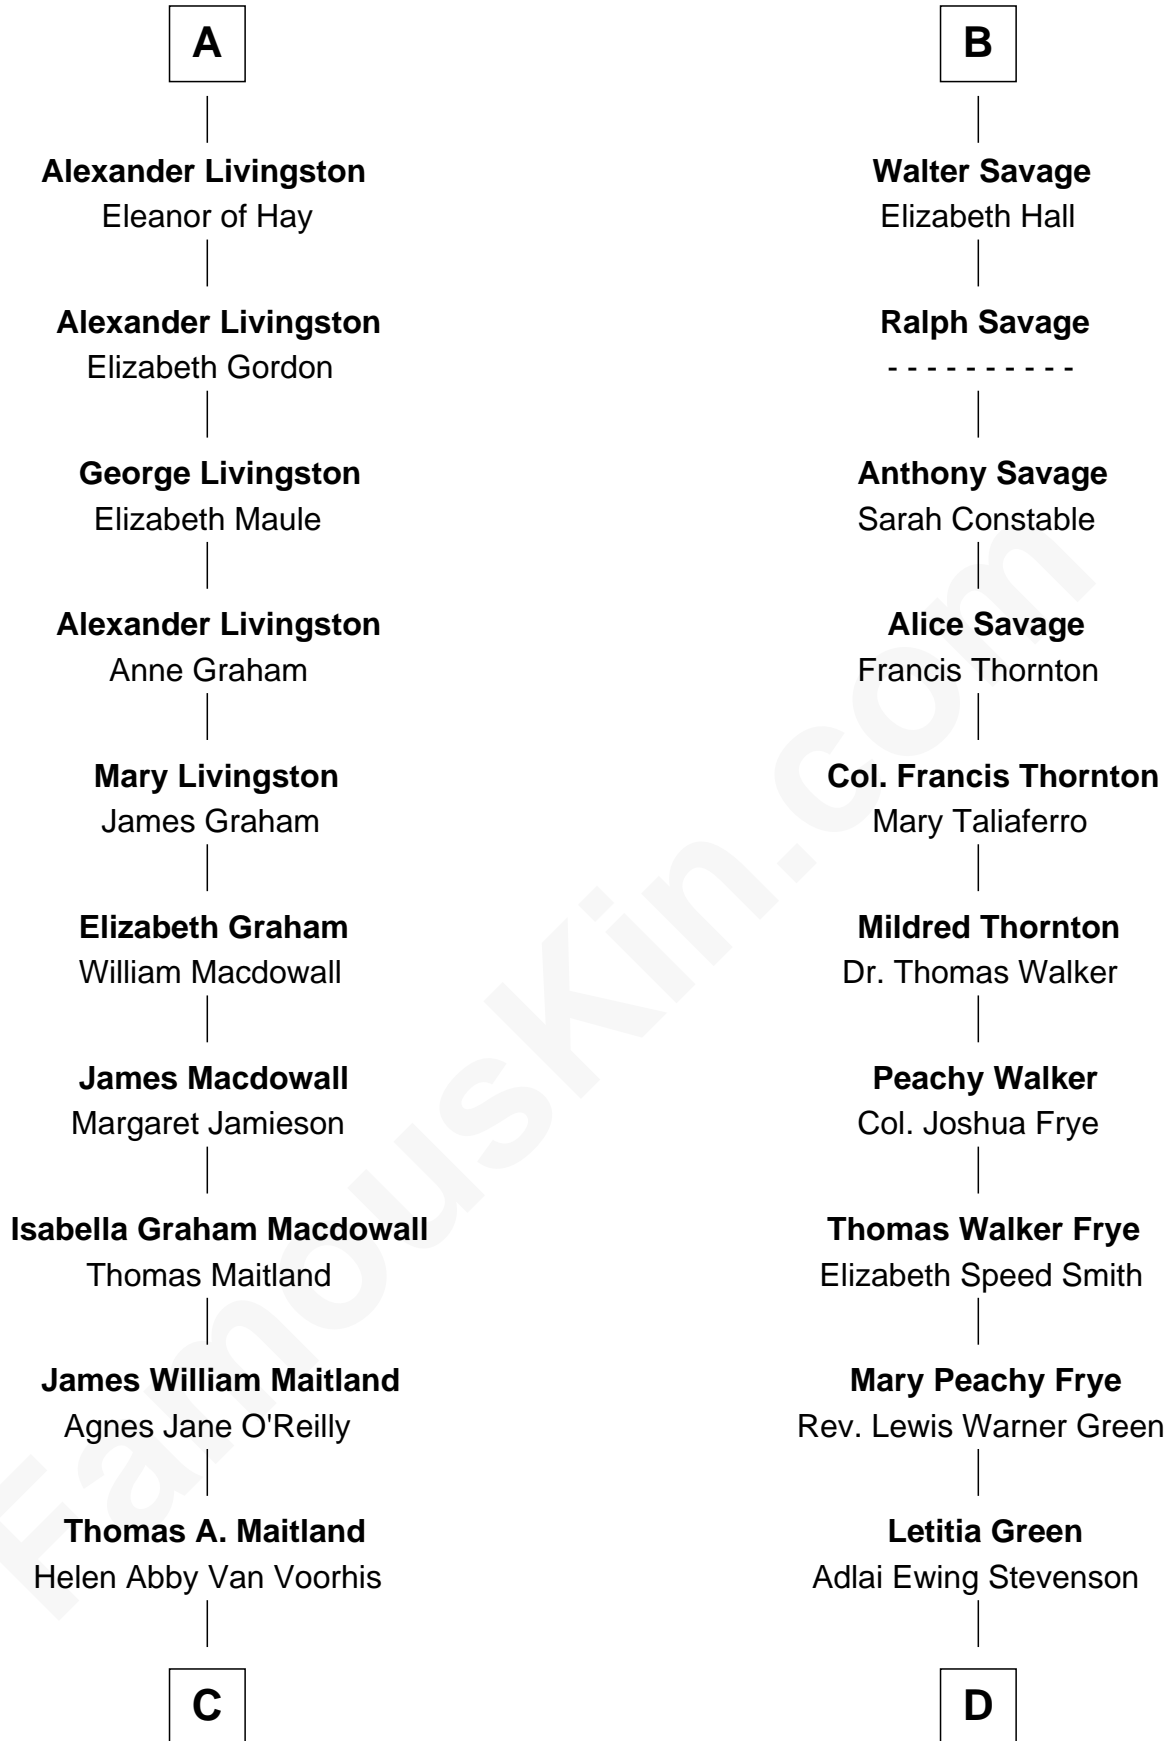 A
Alexander Livingston
Eleanor of Hay
Alexander Livingston
Elizabeth Gordon
George Livingston
Elizabeth Maule
Alexander Livingston
Anne Graham
Mary Livingston
James Graham
Elizabeth Graham
William Macdowall
James Macdowall
Margaret Jamieson
Isabella Graham Macdowall
Thomas Maitland
James William Maitland
Agnes Jane O'Reilly
Thomas A. Maitland
Helen Abby Van Voorhis
C
B
Walter Savage
Elizabeth Hall
Ralph Savage
- - - - - - - - - -
Anthony Savage
Sarah Constable
Alice Savage
Francis Thornton
Col. Francis Thornton
Mary Taliaferro
Mildred Thornton
Dr. Thomas Walker
Peachy Walker
Col. Joshua Frye
Thomas Walker Frye
Elizabeth Speed Smith
Mary Peachy Frye
Rev. Lewis Warner Green
Letitia Green
Adlai Ewing Stevenson
D
FamousKin.com